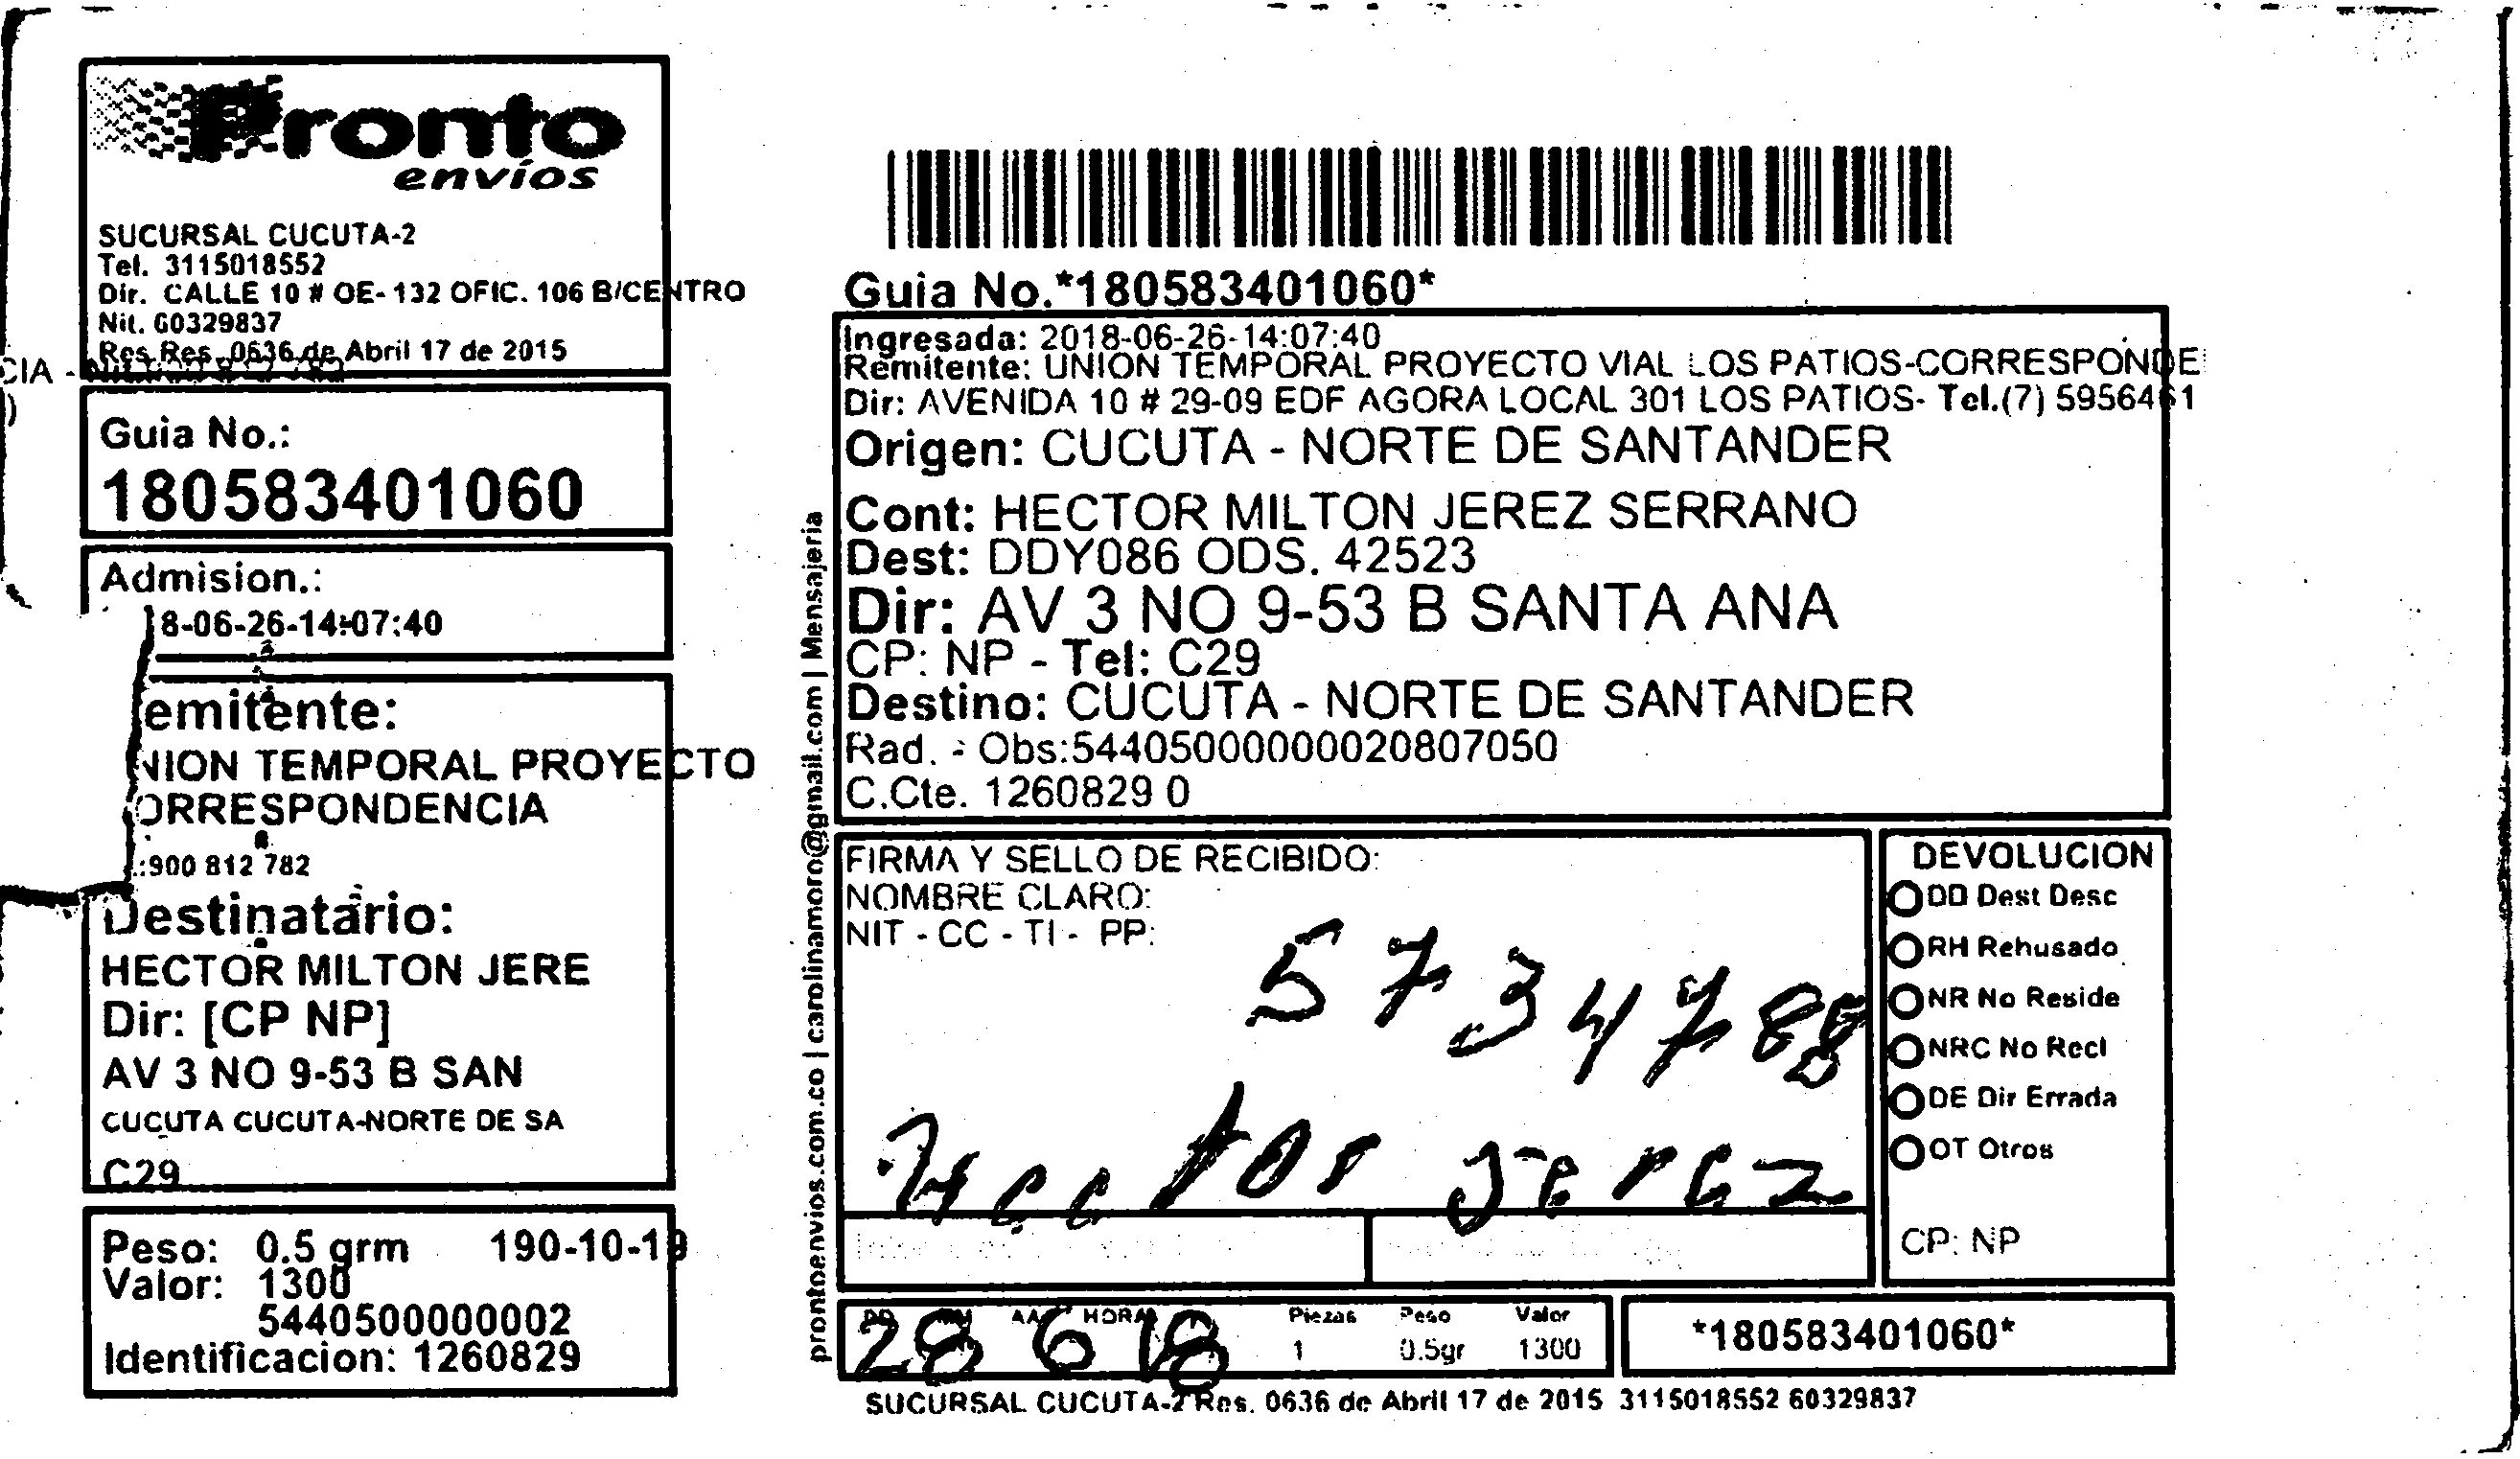 Pronto
envíos
SUCURSAL CUCUTA-2
Tel. 3115018552
Dir. CALLE 10 # OE-132 OFIC. 106 B/CENTRO
Nit. 60329837
Res Res. 0636 de Abril 17 de 2015
CIA -
Guia No.:
180583401060
Admision.:
8-06-26-14:07:40
emitente:
NION TEMPORAL PROYECTO
ORRESPONDENCIA
.:900 812 782
Destinatario:
HECTOR MILTON JERE
Dir: [CP NP]
AV 3 NO 9-53 B SAN
CUCUTA CUCUTA-NORTE DE SA
C29
Peso: 0.5 grm 190-10-19
Valor: 1300
5440500000002
Identificacion: 1260829
prontoenvios.com.co | carolinamoro@gmail.com | Mensajeria
Guia No.*180583401060*
Ingresada: 2018-06-26-14:07:40
Remitente: UNION TEMPORAL PROYECTO VIAL LOS PATIOS-CORRESPONDE
Dir: AVENIDA 10 # 29-09 EDF AGORA LOCAL 301 LOS PATIOS- Tel.(7) 5956461
Origen: CUCUTA - NORTE DE SANTANDER
Cont: HECTOR MILTON JEREZ SERRANO
Dest: DDY086 ODS. 42523
Dir: AV 3 NO 9-53 B SANTA ANA
CP: NP - Tel: C29
Destino: CUCUTA - NORTE DE SANTANDER
Rad. - Obs:544050000000020807050
C.Cte. 1260829 0
FIRMA Y SELLO DE RECIBIDO:
NOMBRE CLARO:
NIT - CC - TI - PP:
5734788
Hector Jerez
DEVOLUCION
DD Dest Desc
RH Rehusado
NR No Reside
NRC No Recl
DE Dir Errada
OT Otros
CP: NP
DD MM AA HORA Piezas Peso Valor
28 6 18 1 0.5gr 1300
*180583401060*
SUCURSAL CUCUTA-2 Res. 0636 de Abril 17 de 2015 3115018552 60329837